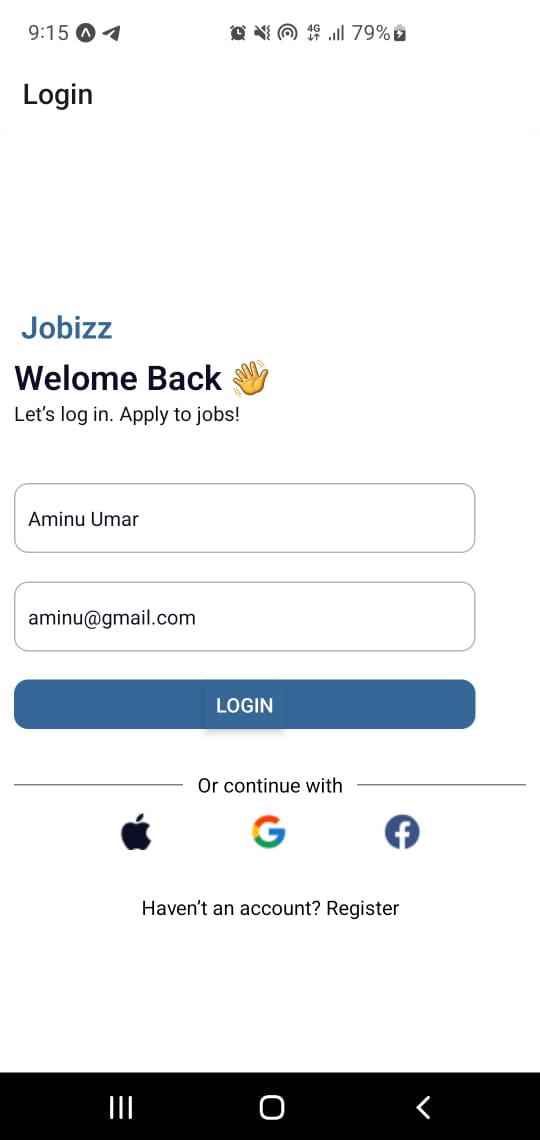 9:15 4G 79%
Login
Jobizz
Welome Back 👋
Let's log in. Apply to jobs!
Aminu Umar
aminu@gmail.com
LOGIN
Or continue with
Haven't an account? Register